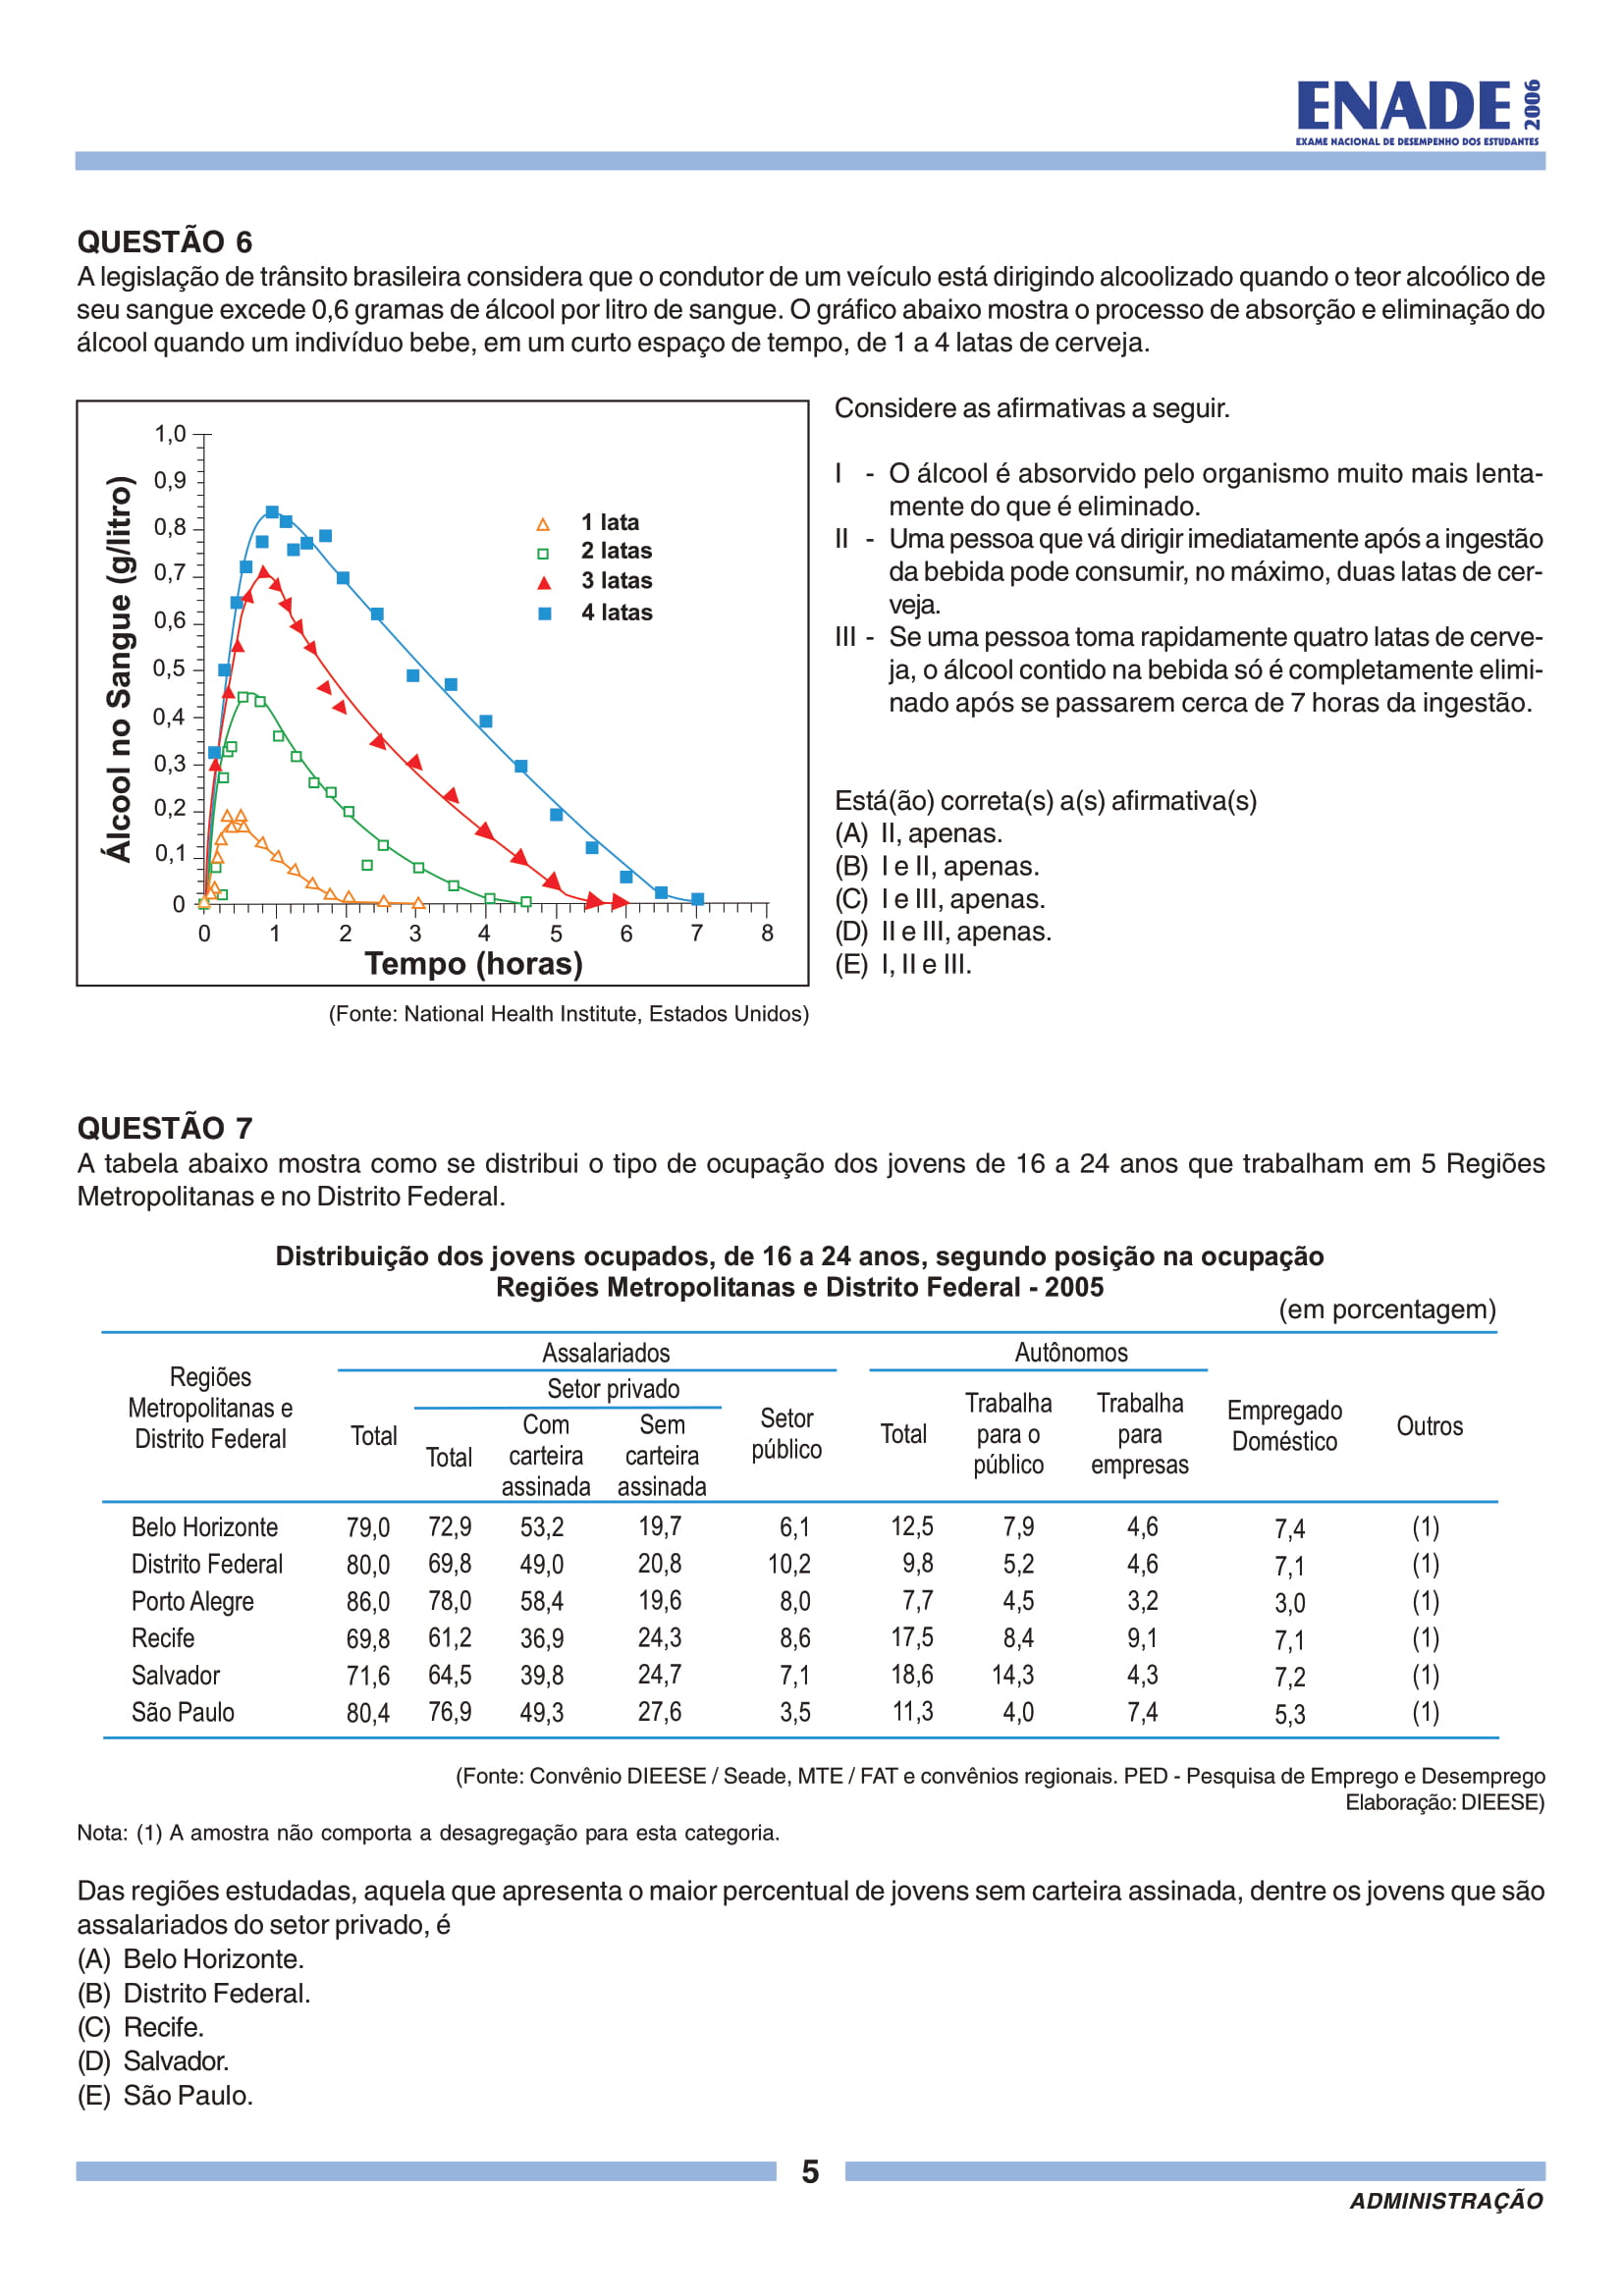 ENADE 2006
EXAME NACIONAL DE DESEMPENHO DOS ESTUDANTES
QUESTÃO 6
A legislação de trânsito brasileira considera que o condutor de um veículo está dirigindo alcoolizado quando o teor alcoólico de
seu sangue excede 0,6 gramas de álcool por litro de sangue. O gráfico abaixo mostra o processo de absorção e eliminação do
álcool quando um indivíduo bebe, em um curto espaço de tempo, de 1 a 4 latas de cerveja.
Álcool no Sangue (g/litro)
1,0
0,9
0,8
0,7
0,6
0,5
0,4
0,3
0,2
0,1
0
0 1 2 3 4 5 6 7 8
Tempo (horas)
1 lata
2 latas
3 latas
4 latas
(Fonte: National Health Institute, Estados Unidos)
Considere as afirmativas a seguir.
I - O álcool é absorvido pelo organismo muito mais lenta-
mente do que é eliminado.
II - Uma pessoa que vá dirigir imediatamente após a ingestão
da bebida pode consumir, no máximo, duas latas de cer-
veja.
III - Se uma pessoa toma rapidamente quatro latas de cerve-
ja, o álcool contido na bebida só é completamente elimi-
nado após se passarem cerca de 7 horas da ingestão.
Está(ão) correta(s) a(s) afirmativa(s)
(A) II, apenas.
(B) I e II, apenas.
(C) I e III, apenas.
(D) II e III, apenas.
(E) I, II e III.
QUESTÃO 7
A tabela abaixo mostra como se distribui o tipo de ocupação dos jovens de 16 a 24 anos que trabalham em 5 Regiões
Metropolitanas e no Distrito Federal.
Distribuição dos jovens ocupados, de 16 a 24 anos, segundo posição na ocupação
Regiões Metropolitanas e Distrito Federal - 2005
(em porcentagem)
Regiões
Metropolitanas e
Distrito Federal
Assalariados
Total
Setor privado
Total
Com
carteira
assinada
Sem
carteira
assinada
Setor
público
Autônomos
Total
Trabalha
para o
público
Trabalha
para
empresas
Empregado
Doméstico
Outros
Belo Horizonte 79,0 72,9 53,2 19,7 6,1 12,5 7,9 4,6 7,4 (1)
Distrito Federal 80,0 69,8 49,0 20,8 10,2 9,8 5,2 4,6 7,1 (1)
Porto Alegre 86,0 78,0 58,4 19,6 8,0 7,7 4,5 3,2 3,0 (1)
Recife 69,8 61,2 36,9 24,3 8,6 17,5 8,4 9,1 7,1 (1)
Salvador 71,6 64,5 39,8 24,7 7,1 18,6 14,3 4,3 7,2 (1)
São Paulo 80,4 76,9 49,3 27,6 3,5 11,3 4,0 7,4 5,3 (1)
(Fonte: Convênio DIEESE / Seade, MTE / FAT e convênios regionais. PED - Pesquisa de Emprego e Desemprego
Elaboração: DIEESE)
Nota: (1) A amostra não comporta a desagregação para esta categoria.
Das regiões estudadas, aquela que apresenta o maior percentual de jovens sem carteira assinada, dentre os jovens que são
assalariados do setor privado, é
(A) Belo Horizonte.
(B) Distrito Federal.
(C) Recife.
(D) Salvador.
(E) São Paulo.
5
ADMINISTRAÇÃO